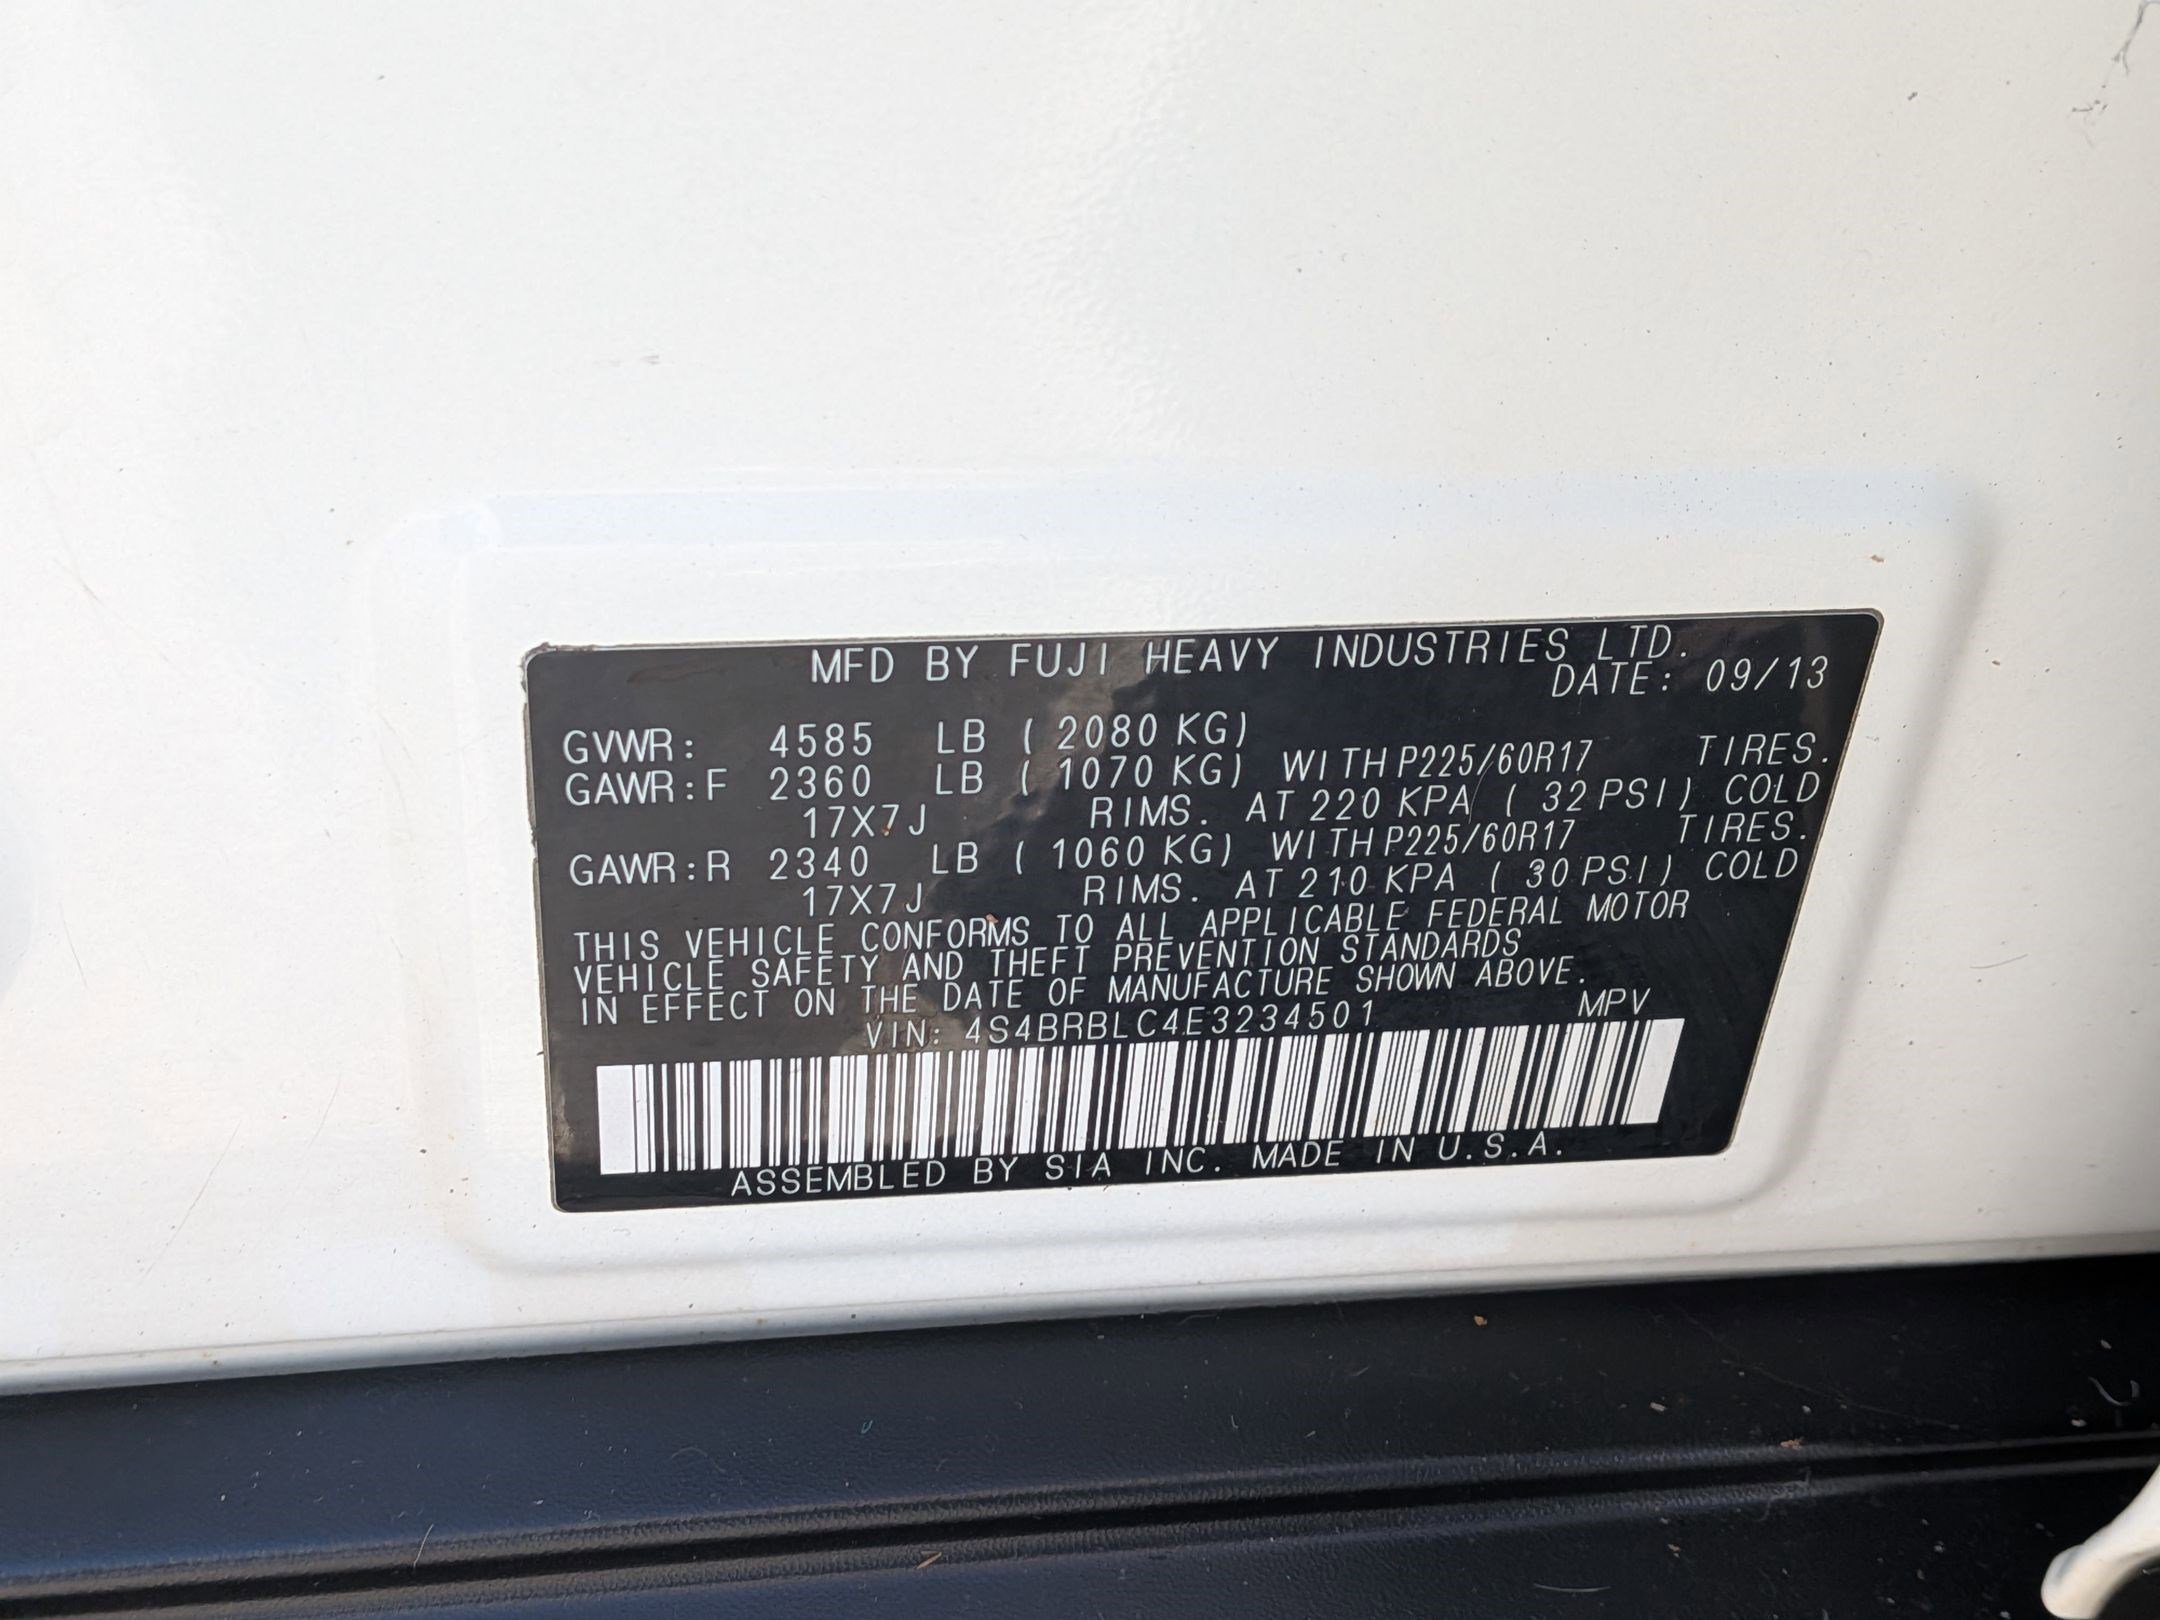 MFD BY FUJI HEAVY INDUSTRIES LTD.
DATE: 09/13
GVWR: 4585 LB ( 2080 KG)
GAWR:F 2360 LB ( 1070 KG) WITH P225/60R17 TIRES.
17X7J RIMS. AT 220 KPA ( 32 PSI) COLD
GAWR:R 2340 LB ( 1060 KG) WITH P225/60R17 TIRES.
17X7J RIMS. AT 210 KPA ( 30 PSI) COLD
THIS VEHICLE CONFORMS TO ALL APPLICABLE FEDERAL MOTOR
VEHICLE SAFETY AND THEFT PREVENTION STANDARDS
IN EFFECT ON THE DATE OF MANUFACTURE SHOWN ABOVE.
VIN: 4S4BRBLC4E3234501 MPV
ASSEMBLED BY SIA INC. MADE IN U.S.A.